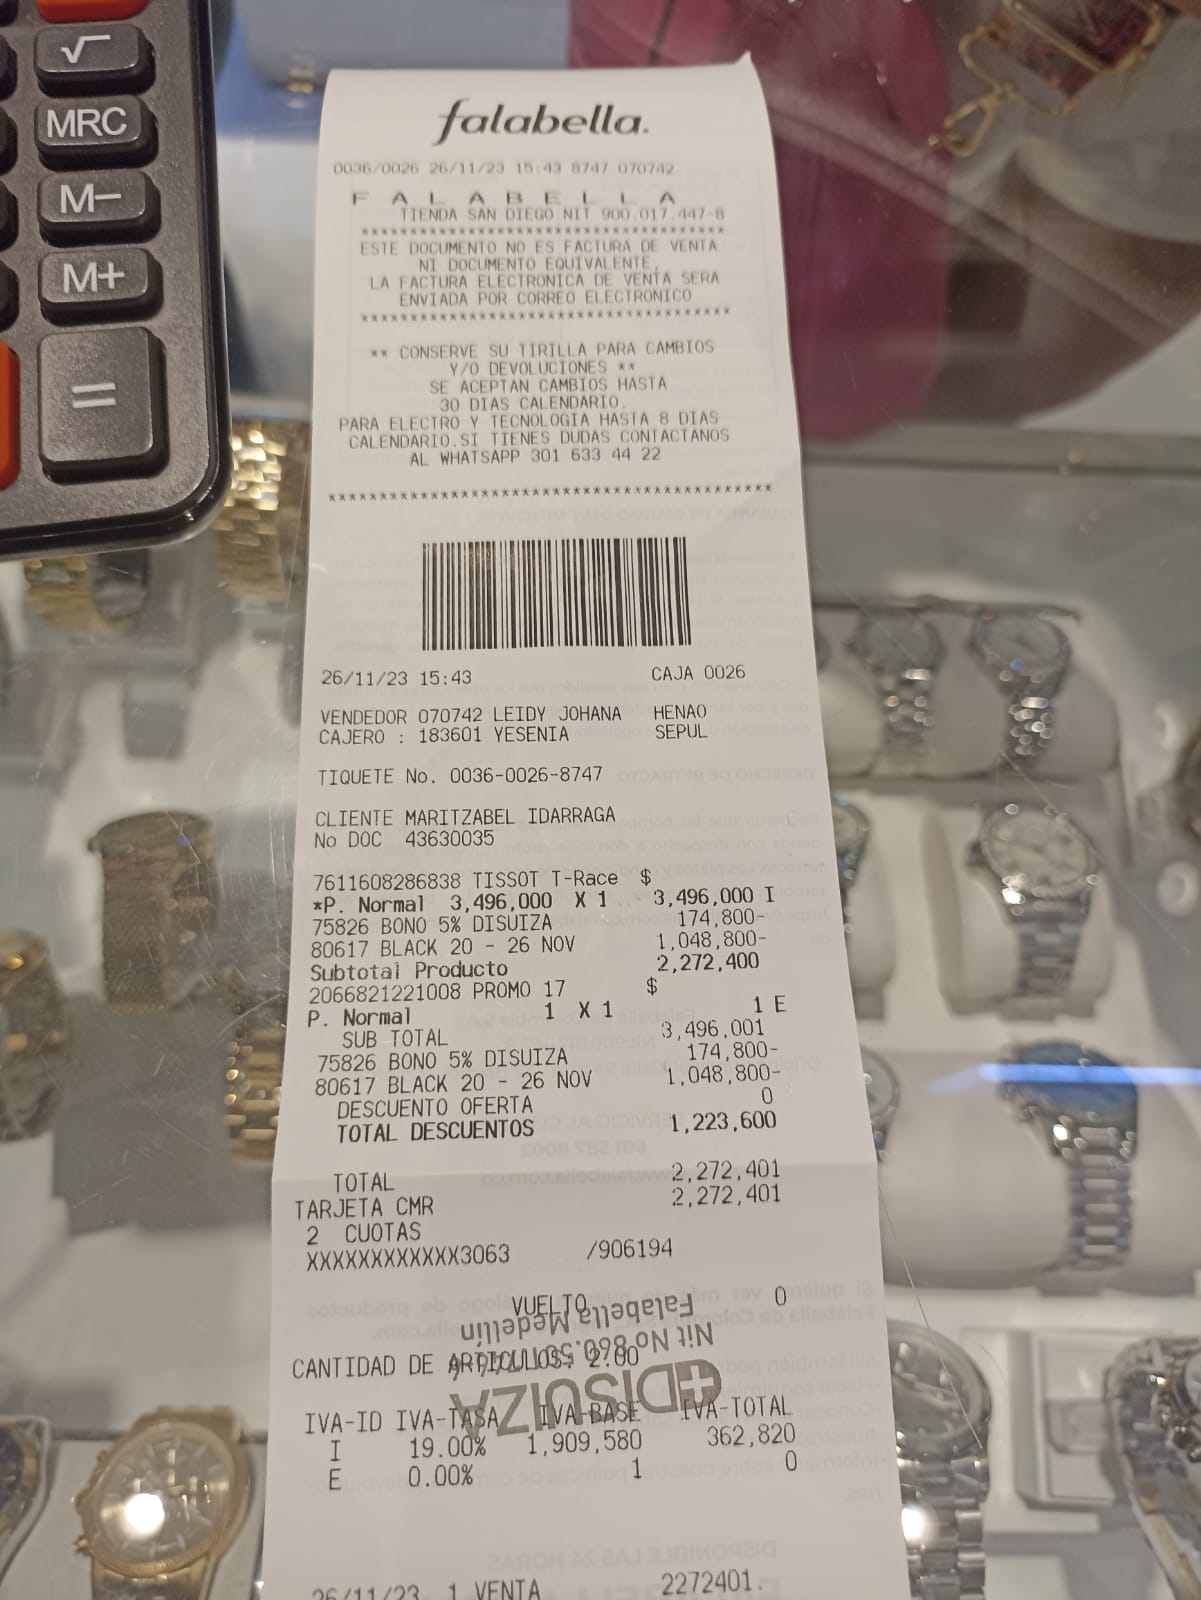 √
MRC
M−
M+
=
falabella.
0036/0026 26/11/23 15:43 8747 070742
F A L A B E L L A
TIENDA SAN DIEGO NIT 900.017.447-8
************************************
ESTE DOCUMENTO NO ES FACTURA DE VENTA
NI DOCUMENTO EQUIVALENTE,
LA FACTURA ELECTRONICA DE VENTA SERA
ENVIADA POR CORREO ELECTRONICO
************************************
** CONSERVE SU TIRILLA PARA CAMBIOS
Y/O DEVOLUCIONES **
SE ACEPTAN CAMBIOS HASTA
30 DIAS CALENDARIO.
PARA ELECTRO Y TECNOLOGIA HASTA 8 DIAS
CALENDARIO.SI TIENES DUDAS CONTACTANOS
AL WHATSAPP 301 633 44 22
********************************************
26/11/23 15:43 CAJA 0026
VENDEDOR 070742 LEIDY JOHANA HENAO
CAJERO : 183601 YESENIA SEPUL
TIQUETE No. 0036-0026-8747
CLIENTE MARITZABEL IDARRAGA
No DOC 43630035
7611608286838 TISSOT T-Race $
*P. Normal 3,496,000 X 1 3,496,000 I
75826 BONO 5% DISUIZA 174,800-
80617 BLACK 20 - 26 NOV 1,048,800-
Subtotal Producto 2,272,400
2066821221008 PROMO 17 $
P. Normal 1 X 1 1 E
SUB TOTAL 3,496,001
75826 BONO 5% DISUIZA 174,800-
80617 BLACK 20 - 26 NOV 1,048,800-
DESCUENTO OFERTA 0
TOTAL DESCUENTOS 1,223,600
TOTAL 2,272,401
TARJETA CMR 2,272,401
2 CUOTAS
XXXXXXXXXXXX3063 /906194
VUELTO 0
Falabella Medellín
Nit No 860.501
CANTIDAD DE ARTICULOS: 2.00
DISUIZA
IVA-ID IVA-TASA IVA-BASE IVA-TOTAL
I 19.00% 1,909,580 362,820
E 0.00% 1 0
26/11/23 1 VENTA 2272401.